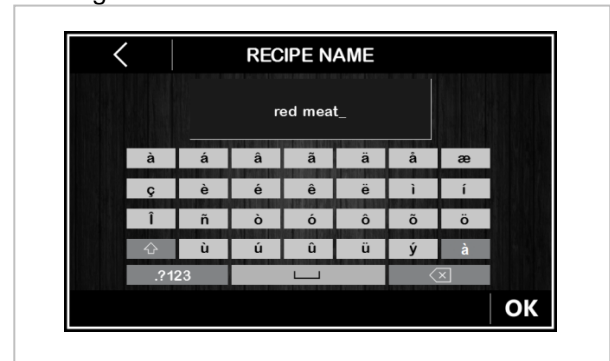 RECIPE NAME
red meat_
à á â ã ä å æ
ç è é ê ë ì í
Î ñ ò ó ô õ ö
ù ú û ü ý à
.?123
OK